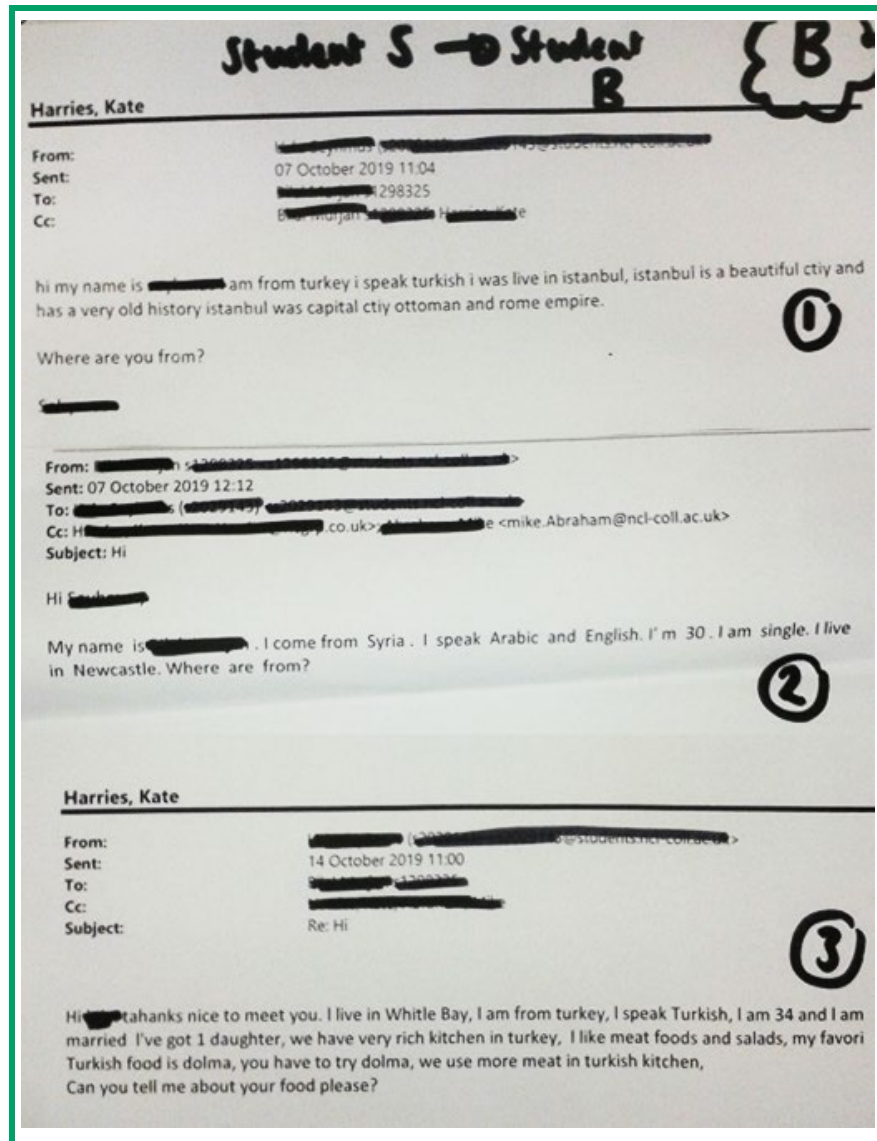 Student S → Student
B
B
Harries, Kate
From:
Sent: 07 October 2019 11:04
To: 1298325
Cc:
hi my name is am from turkey i speak turkish i was live in istanbul, istanbul is a beautiful ctiy and
has a very old history istanbul was capital ctiy ottoman and rome empire.
1
Where are you from?
From:
Sent: 07 October 2019 12:12
To:
Cc: .co.uk>; <mike.Abraham@ncl-coll.ac.uk>
Subject: Hi
Hi
My name is . I come from Syria. I speak Arabic and English. I'm 30. I am single. I live
in Newcastle. Where are from?
2
Harries, Kate
From:
Sent: 14 October 2019 11:00
To:
Cc:
Subject: Re: Hi
3
Hi tahanks nice to meet you. I live in Whitle Bay, I am from turkey, I speak Turkish, I am 34 and I am
married I've got 1 daughter, we have very rich kitchen in turkey, I like meat foods and salads, my favori
Turkish food is dolma, you have to try dolma, we use more meat in turkish kitchen,
Can you tell me about your food please?